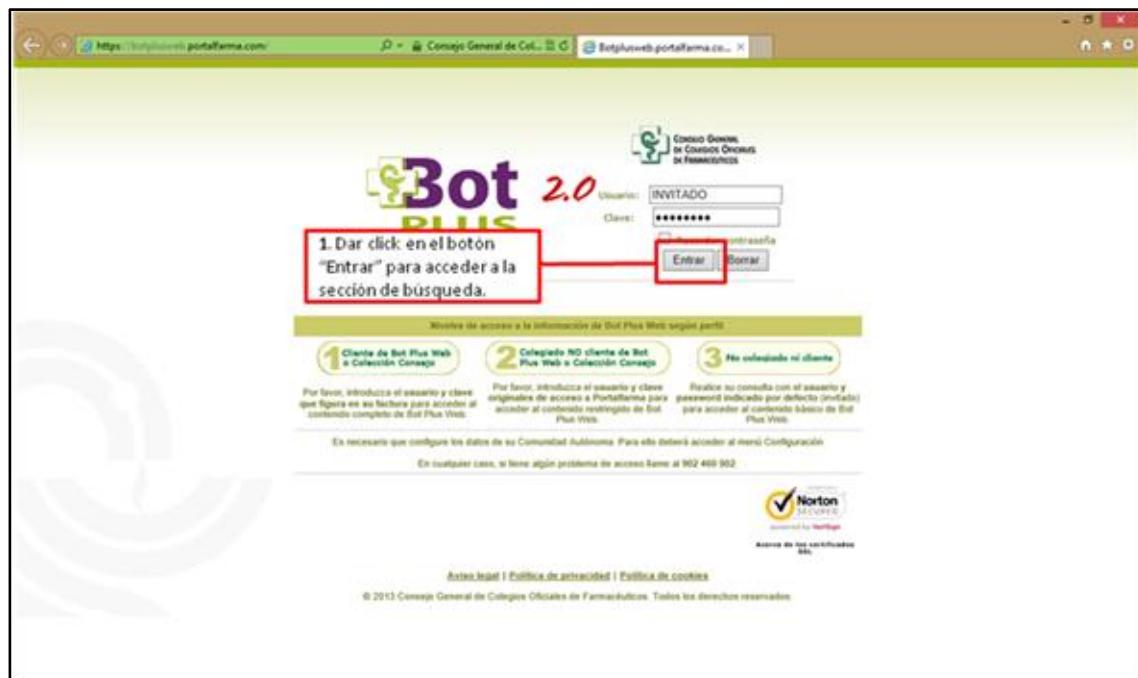 https://botplusweb.portalfarma.com/
Consejo General de Col...
Botplusweb.portalfarma.co...
CONSEJO GENERAL
DE COLEGIOS OFICIALES
DE FARMACÉUTICOS
Bot
PLUS
2.0
Usuario: INVITADO
Clave: ●●●●●●●●
contraseña
Entrar Borrar
1. Dar click en el botón
“Entrar” para acceder a la
sección de búsqueda.
Niveles de acceso a la información de Bot Plus Web según perfil
1 Cliente de Bot Plus Web
o Colección Consejo
2 Colegiado NO cliente de Bot
Plus Web o Colección Consejo
3 No colegiado ni cliente
Por favor, introduzca el usuario y clave
que figura en su factura para acceder al
contenido completo de Bot Plus Web.
Por favor, introduzca el usuario y clave
originales de acceso a Portalfarma para
acceder al contenido restringido de Bot
Plus Web.
Realice su consulta con el usuario y
password indicado por defecto (invitado)
para acceder al contenido básico de Bot
Plus Web.
Es necesario que configure los datos de su Comunidad Autónoma. Para ello deberá acceder al menú Configuración
En cualquier caso, si tiene algún problema de acceso llame al 902 460 902
Norton
SECURED
powered by VeriSign
Acerca de los certificados
SSL
Aviso legal | Política de privacidad | Política de cookies
© 2013 Consejo General de Colegios Oficiales de Farmacéuticos. Todos los derechos reservados.